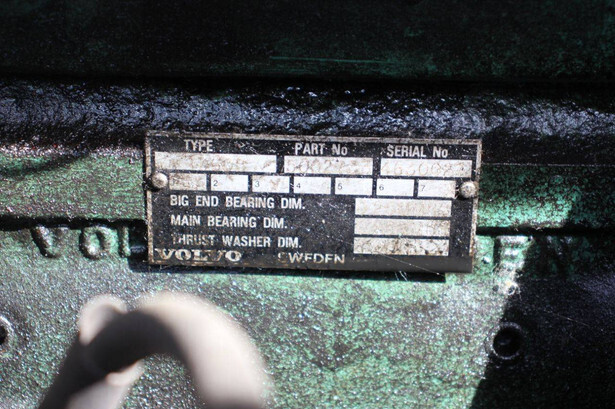 TYPE PART No SERIAL No
2 3 4 5 6 7
BIG END BEARING DIM.
MAIN BEARING DIM.
THRUST WASHER DIM.
VOLVO SWEDEN